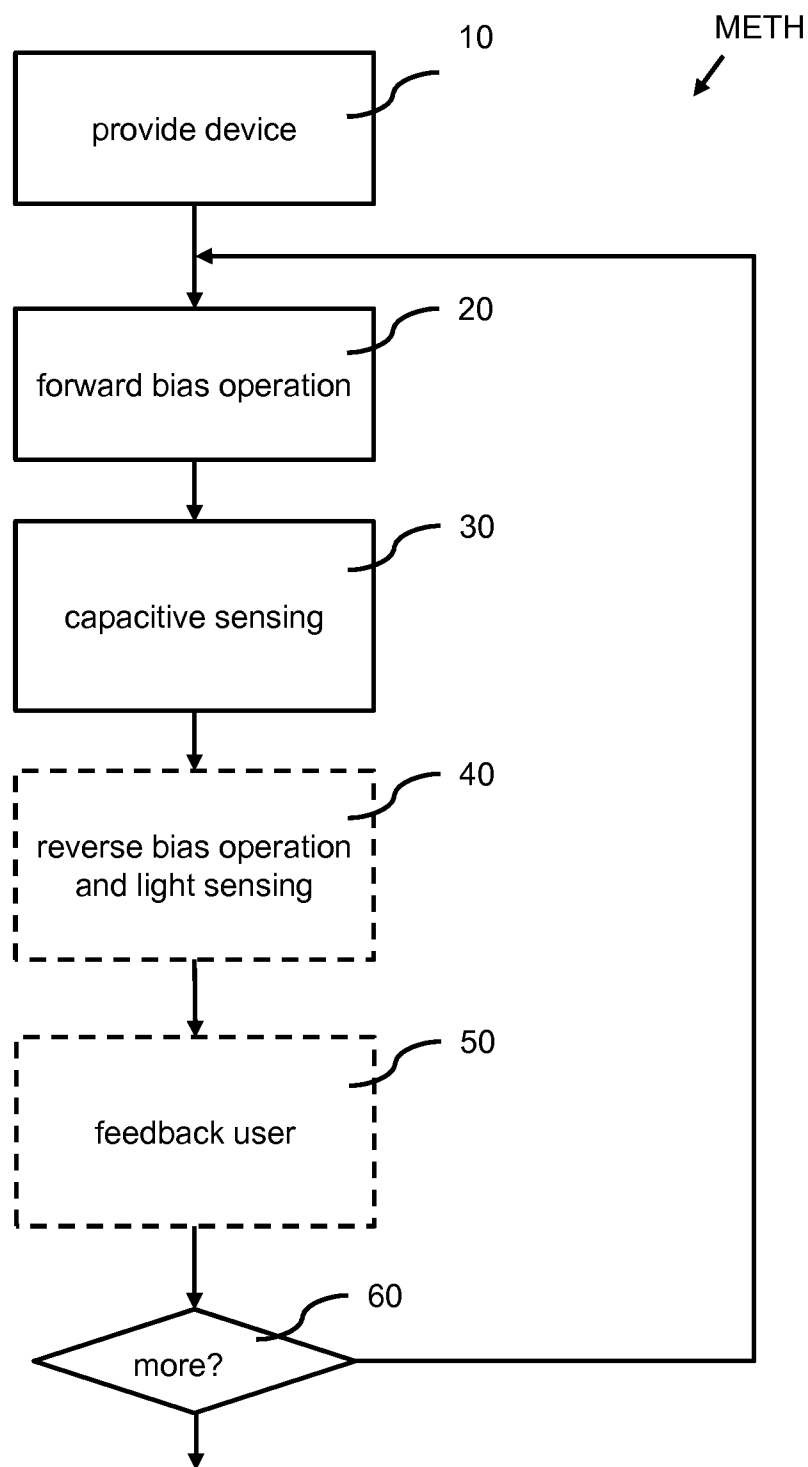 METH
10
provide device
20
forward bias operation
30
capacitive sensing
40
reverse bias operation
and light sensing
50
feedback user
60
more?